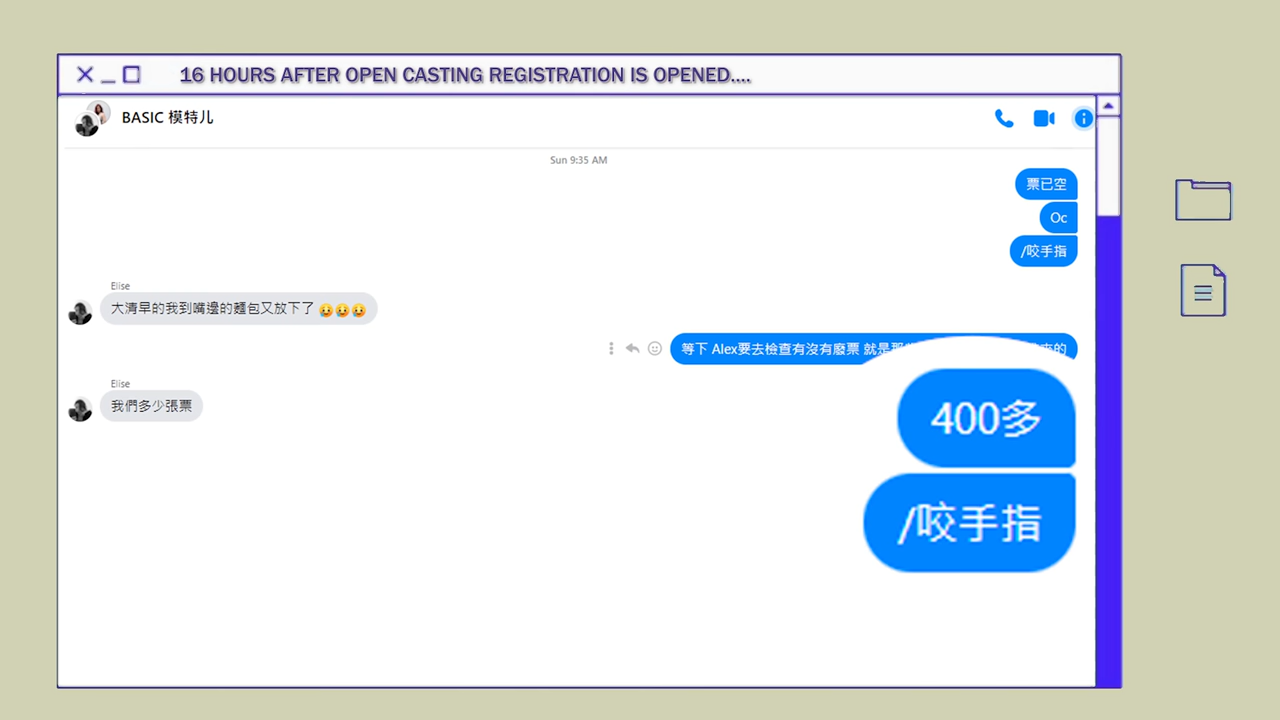 16 HOURS AFTER OPEN CASTING REGISTRATION IS OPENED....
BASIC 模特儿
Sun 9:35 AM
票已空
Oc
/咬手指
Elise
大清早的我到嘴邊的麵包又放下了 😢😢😢
等下 Alex要去檢查有沒有廢票 就是
Elise
我們多少張票
400多
/咬手指